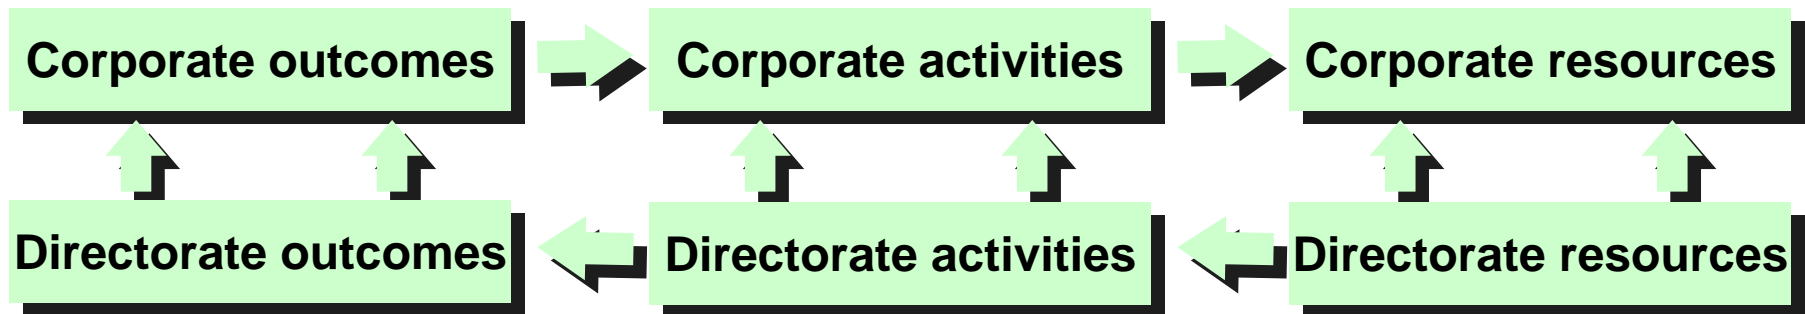 Corporate outcomes
Corporate activities
Corporate resources
Directorate outcomes
Directorate activities
Directorate resources